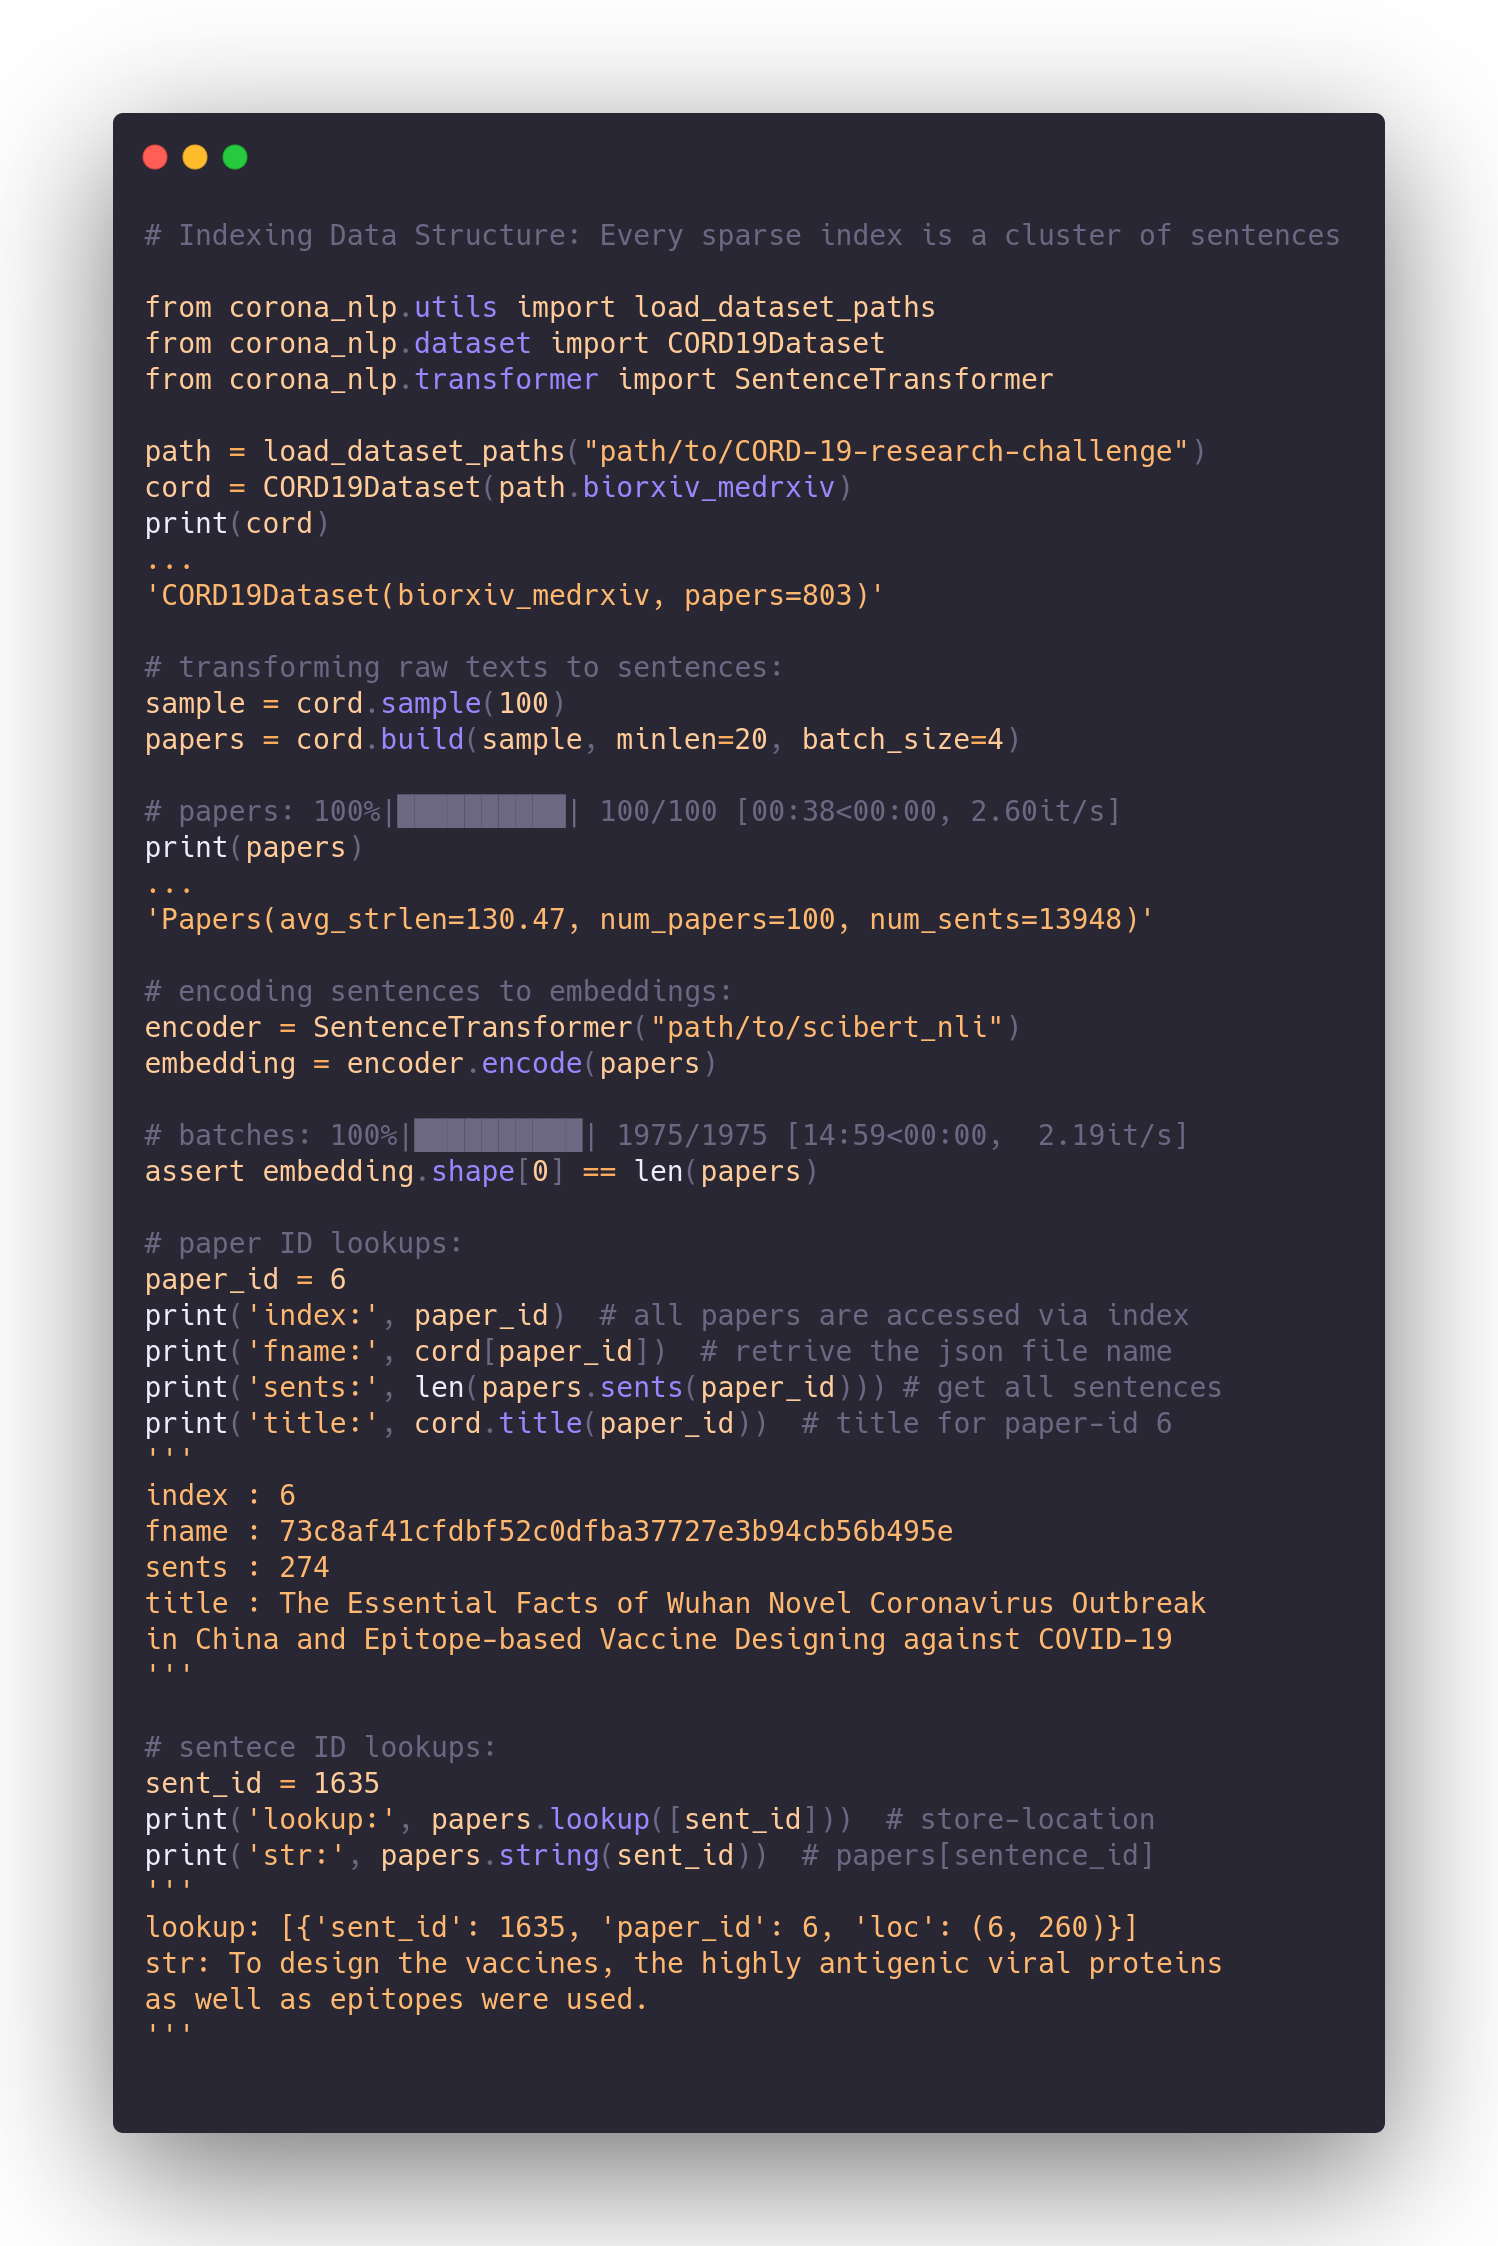 # Indexing Data Structure: Every sparse index is a cluster of sentences
from corona_nlp.utils import load_dataset_paths
from corona_nlp.dataset import CORD19Dataset
from corona_nlp.transformer import SentenceTransformer
path = load_dataset_paths("path/to/CORD-19-research-challenge")
cord = CORD19Dataset(path.biorxiv_medrxiv)
print(cord)
...
'CORD19Dataset(biorxiv_medrxiv, papers=803)'
# transforming raw texts to sentences:
sample = cord.sample(100)
papers = cord.build(sample, minlen=20, batch_size=4)
# papers: 100%|██████████| 100/100 [00:38<00:00, 2.60it/s]
print(papers)
...
'Papers(avg_strlen=130.47, num_papers=100, num_sents=13948)'
# encoding sentences to embeddings:
encoder = SentenceTransformer("path/to/scibert_nli")
embedding = encoder.encode(papers)
# batches: 100%|██████████| 1975/1975 [14:59<00:00,  2.19it/s]
assert embedding.shape[0] == len(papers)
# paper ID lookups:
paper_id = 6
print('index:', paper_id)  # all papers are accessed via index
print('fname:', cord[paper_id])  # retrive the json file name
print('sents:', len(papers.sents(paper_id))) # get all sentences
print('title:', cord.title(paper_id))  # title for paper-id 6
'''
index : 6
fname : 73c8af41cfdbf52c0dfba37727e3b94cb56b495e
sents : 274
title : The Essential Facts of Wuhan Novel Coronavirus Outbreak
in China and Epitope-based Vaccine Designing against COVID-19
'''
# sentece ID lookups:
sent_id = 1635
print('lookup:', papers.lookup([sent_id]))  # store-location
print('str:', papers.string(sent_id))  # papers[sentence_id]
'''
lookup: [{'sent_id': 1635, 'paper_id': 6, 'loc': (6, 260)}]
str: To design the vaccines, the highly antigenic viral proteins
as well as epitopes were used.
'''